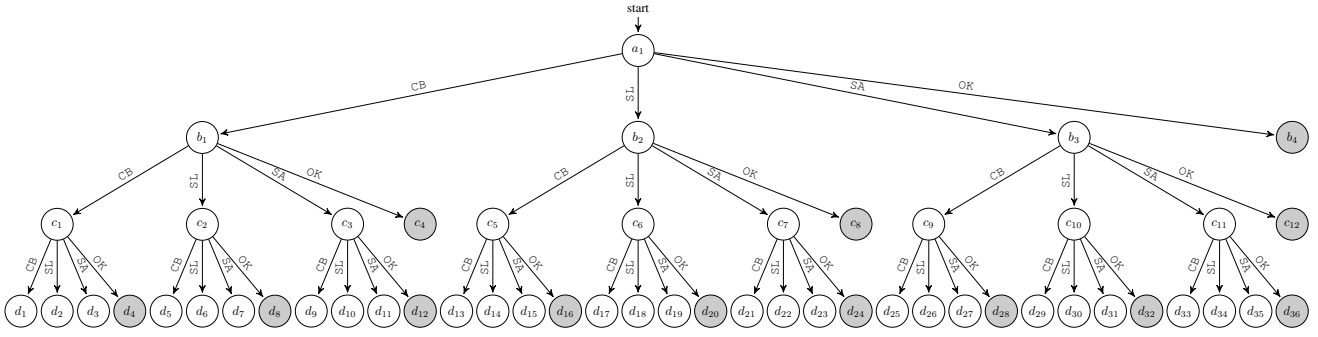 start
a1
CB SL SA OK
b1 b2 b3 b4
CB SL SA OK CB SL SA OK CB SL SA OK
c1 c2 c3 c4 c5 c6 c7 c8 c9 c10 c11 c12
CB SL SA OK CB SL SA OK CB SL SA OK CB SL SA OK CB SL SA OK CB SL SA OK CB SL SA OK CB SL SA OK CB SL SA OK
d1 d2 d3 d4 d5 d6 d7 d8 d9 d10 d11 d12 d13 d14 d15 d16 d17 d18 d19 d20 d21 d22 d23 d24 d25 d26 d27 d28 d29 d30 d31 d32 d33 d34 d35 d36